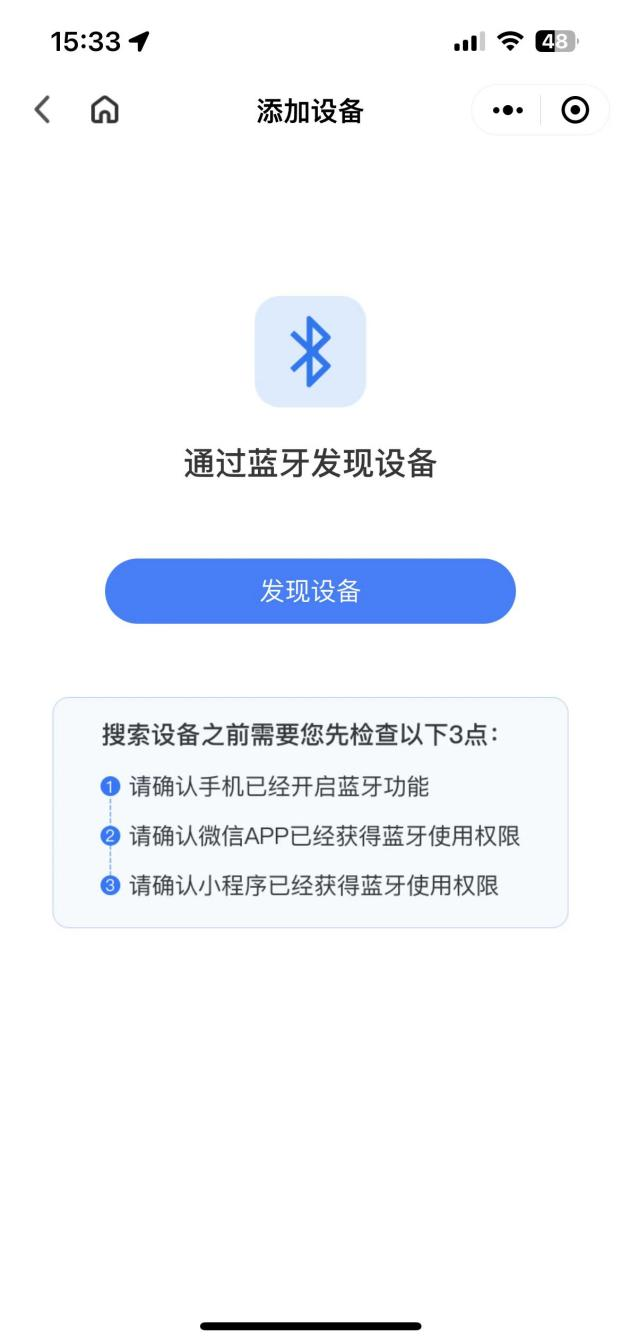 15:33
48
添加设备
通过蓝牙发现设备
发现设备
搜索设备之前需要您先检查以下3点：
1 请确认手机已经开启蓝牙功能
2 请确认微信APP已经获得蓝牙使用权限
3 请确认小程序已经获得蓝牙使用权限